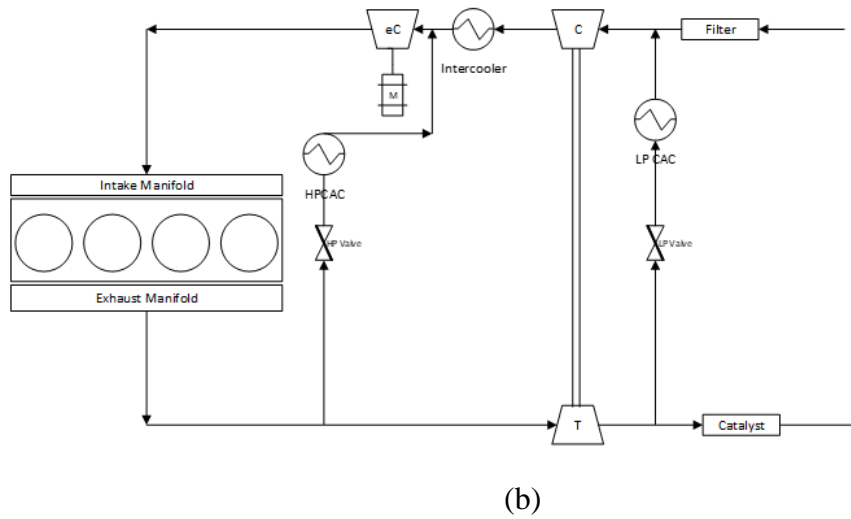 eC
C
Filter
Intercooler
M
LP CAC
HPCAC
Intake Manifold
HP Valve
LP Valve
Exhaust Manifold
T
Catalyst
(b)